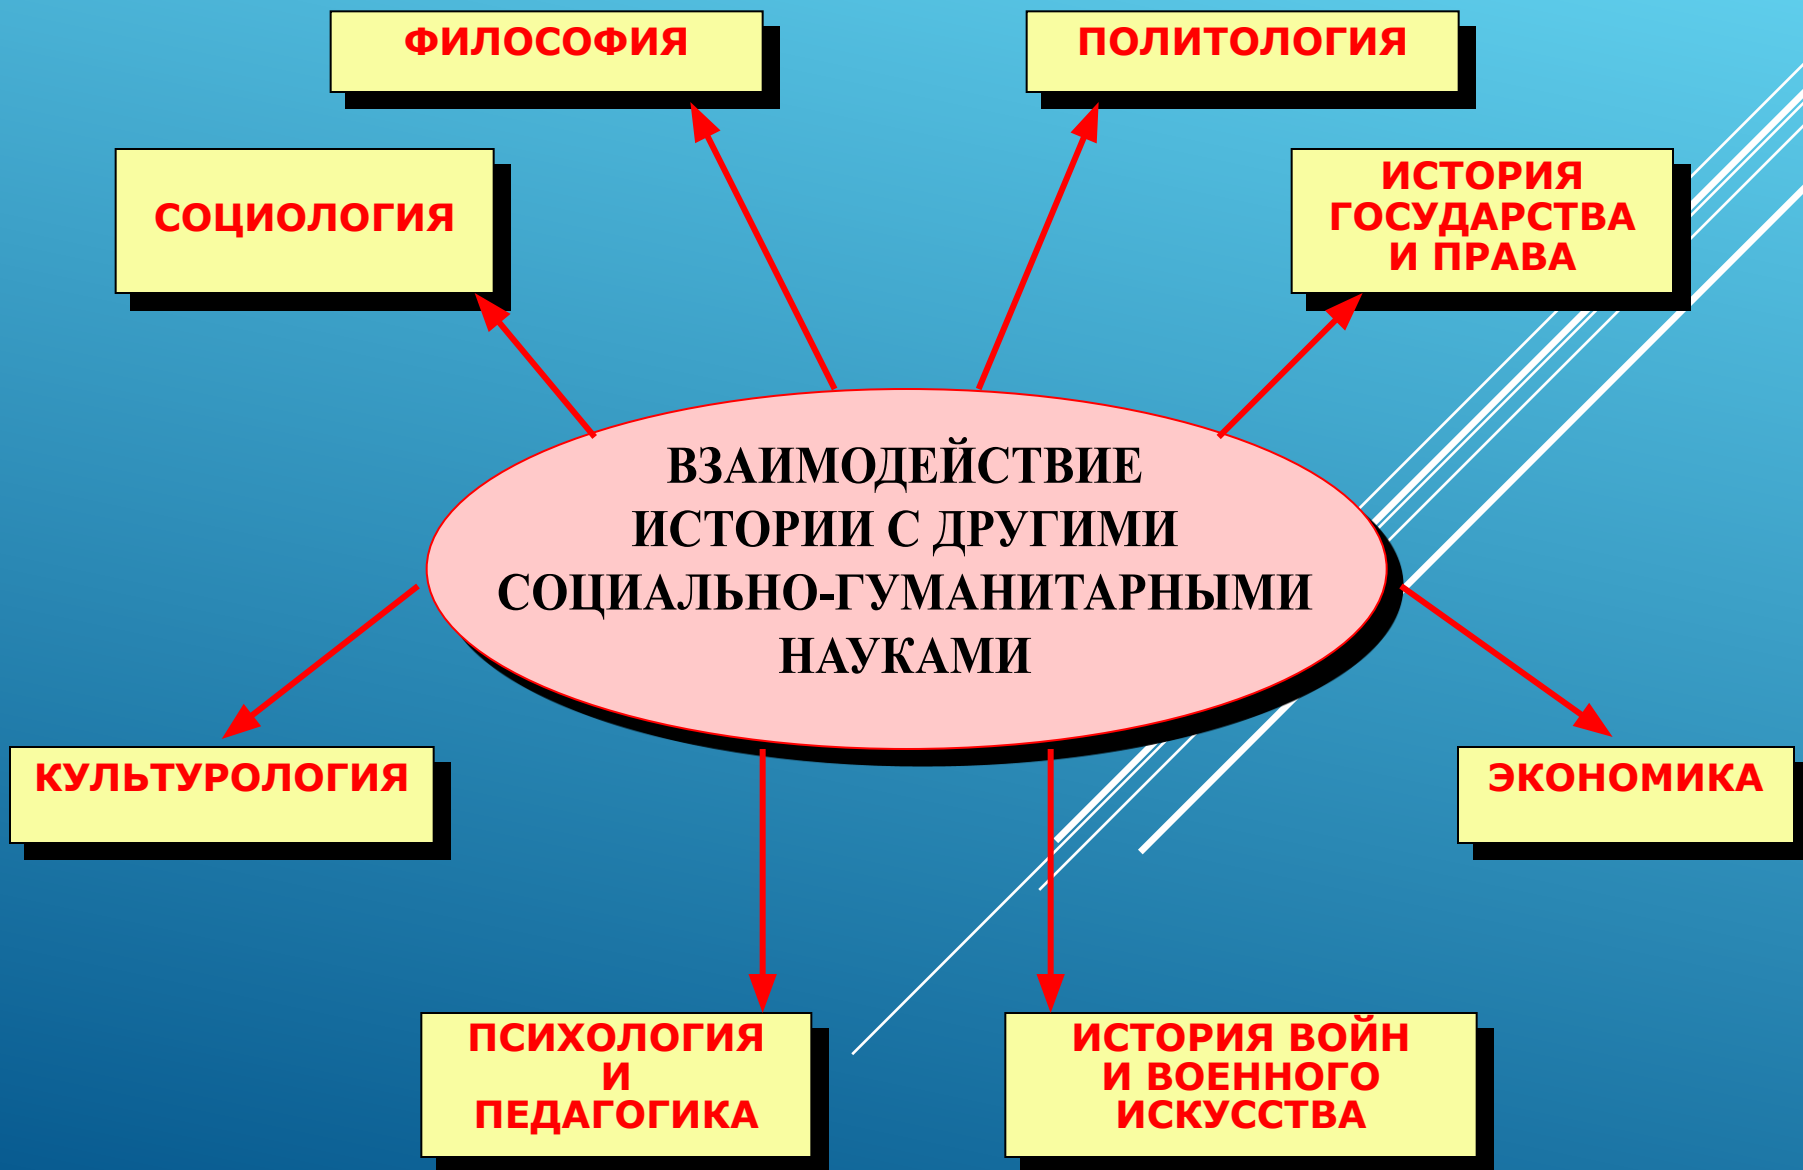 ФИЛОСОФИЯ
ПОЛИТОЛОГИЯ
СОЦИОЛОГИЯ
ИСТОРИЯ
ГОСУДАРСТВА
И ПРАВА
ВЗАИМОДЕЙСТВИЕ
ИСТОРИИ С ДРУГИМИ
СОЦИАЛЬНО-ГУМАНИТАРНЫМИ
НАУКАМИ
КУЛЬТУРОЛОГИЯ
ЭКОНОМИКА
ПСИХОЛОГИЯ
И
ПЕДАГОГИКА
ИСТОРИЯ ВОЙН
И ВОЕННОГО
ИСКУССТВА